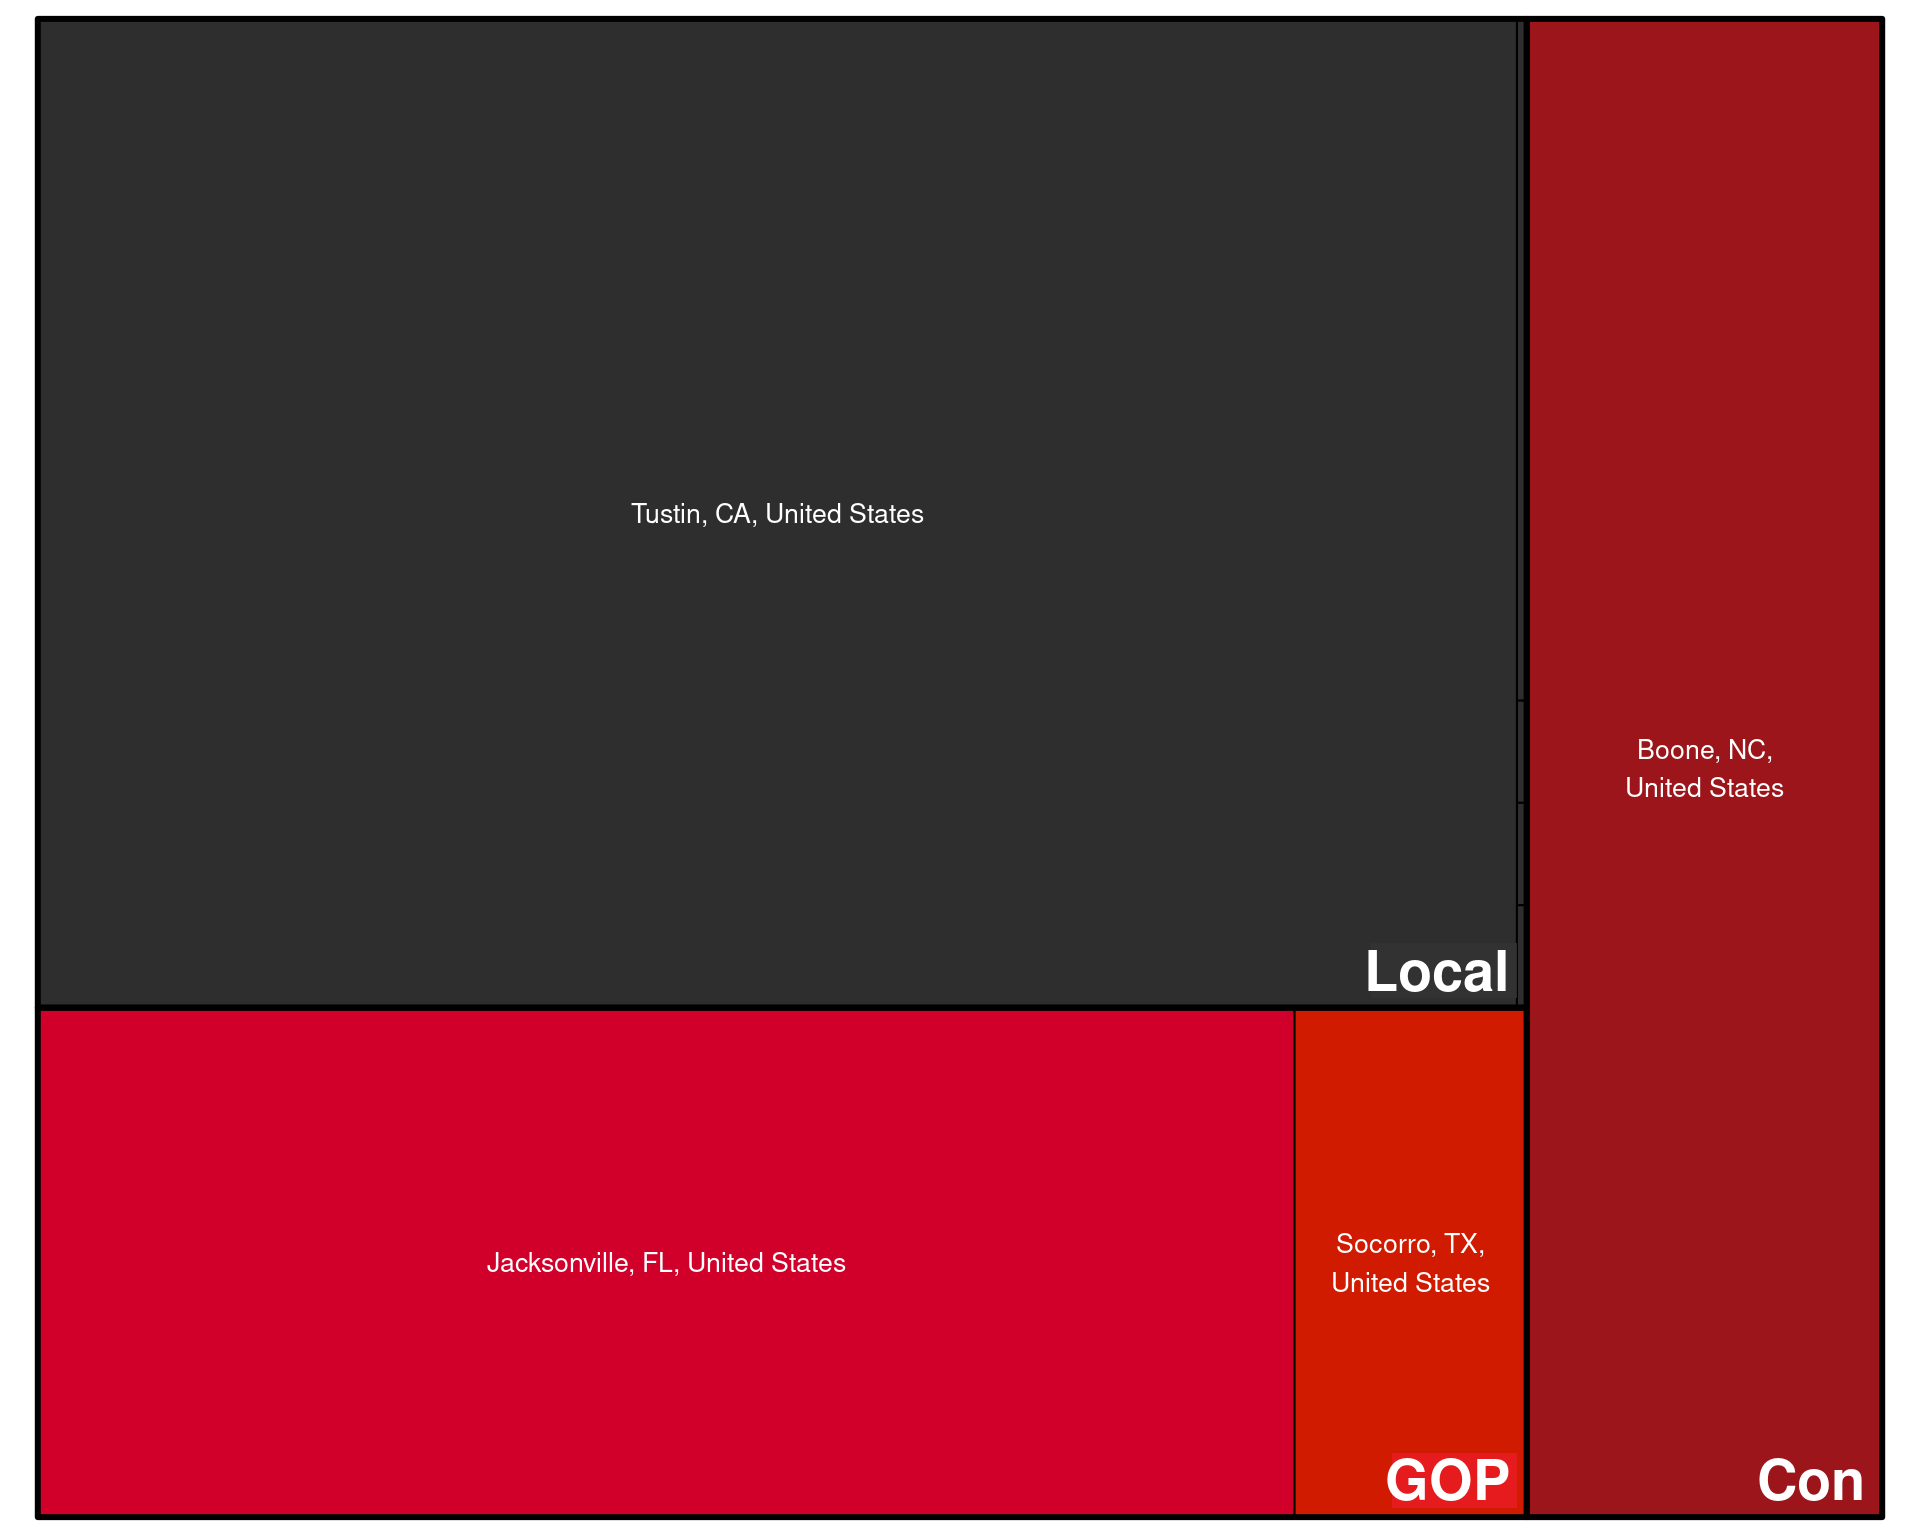 Tustin, CA, United States
Local
Boone, NC,
United States
Jacksonville, FL, United States
Socorro, TX,
United States
GOP
Con